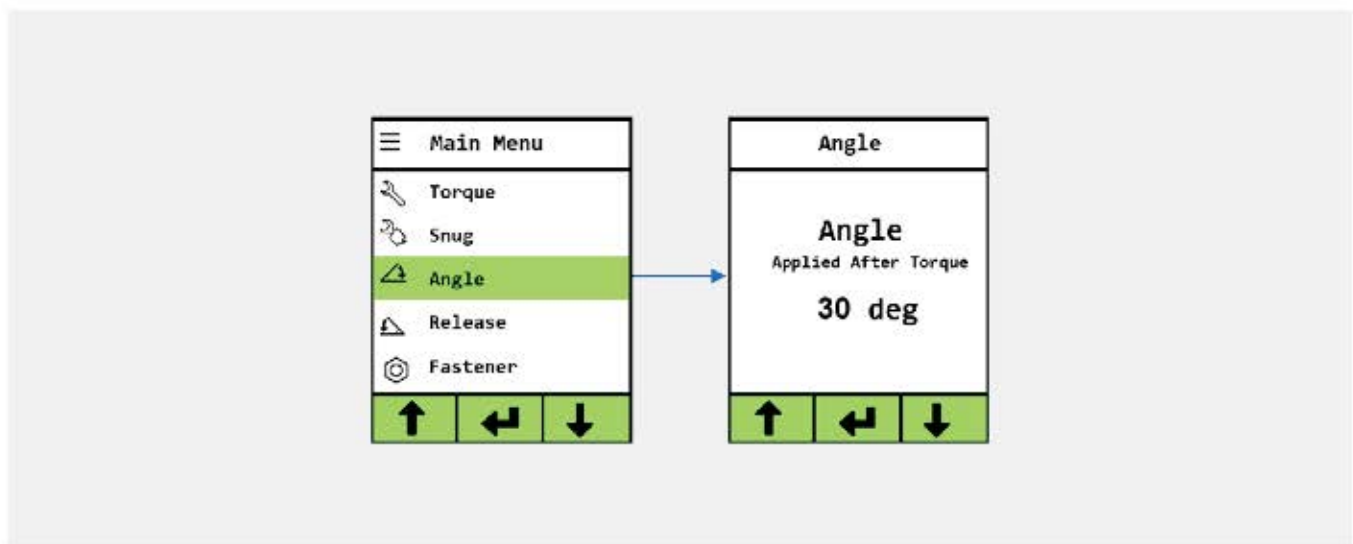 Main Menu
Torque
Snug
Angle
Release
Fastener
Angle
Angle
Applied After Torque
30 deg